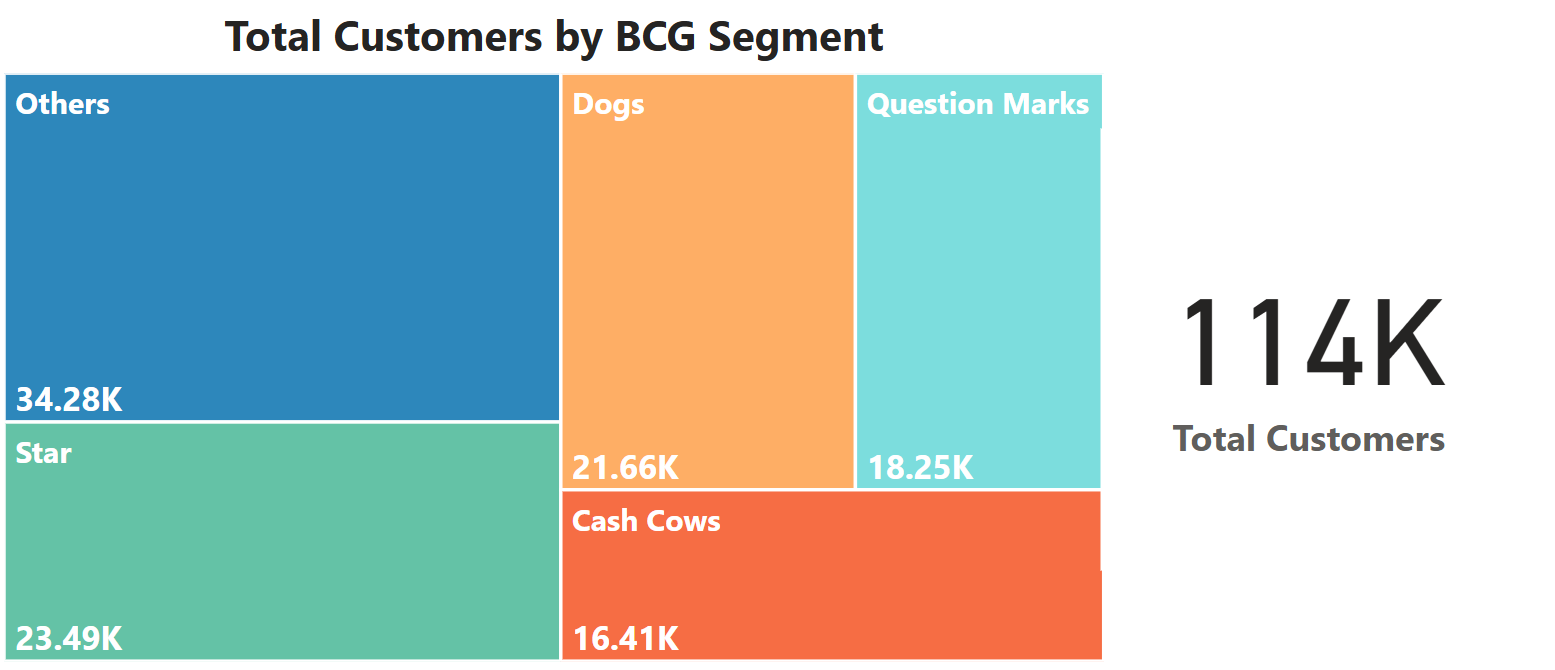 Total Customers by BCG Segment
Others
34.28K
Star
23.49K
Dogs
21.66K
Question Marks
18.25K
Cash Cows
16.41K
114K
Total Customers